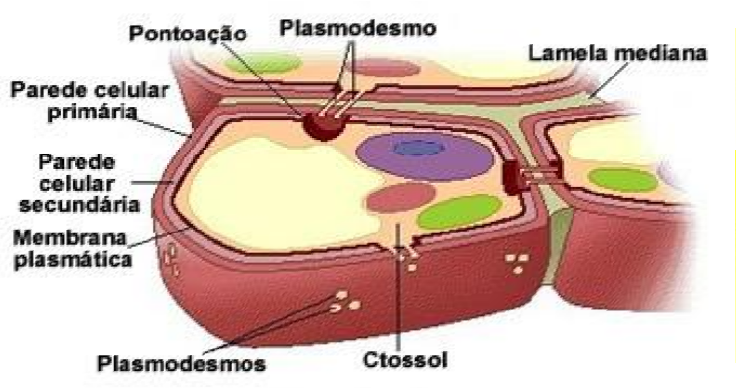 Plasmodesmo
Pontoação
Lamela mediana
Parede celular
primária
Parede
celular
secundária
Membrana
plasmática
Plasmodesmos
Ctossol